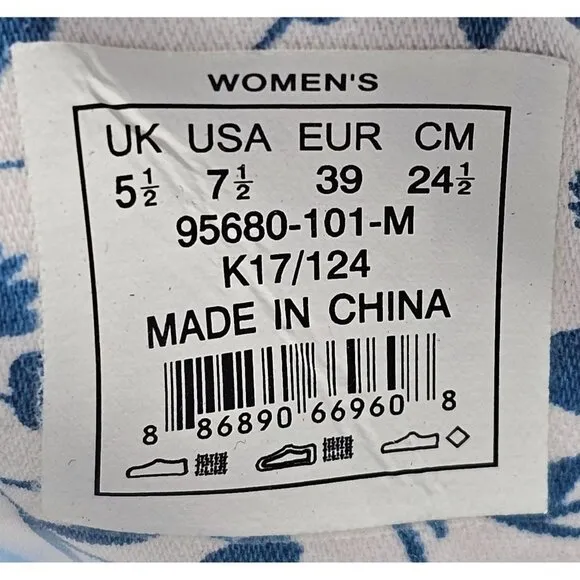 WOMEN'S
UK USA EUR CM
5½ 7½ 39 24½
95680-101-M
K17/124
MADE IN CHINA
8 86890 66960 8